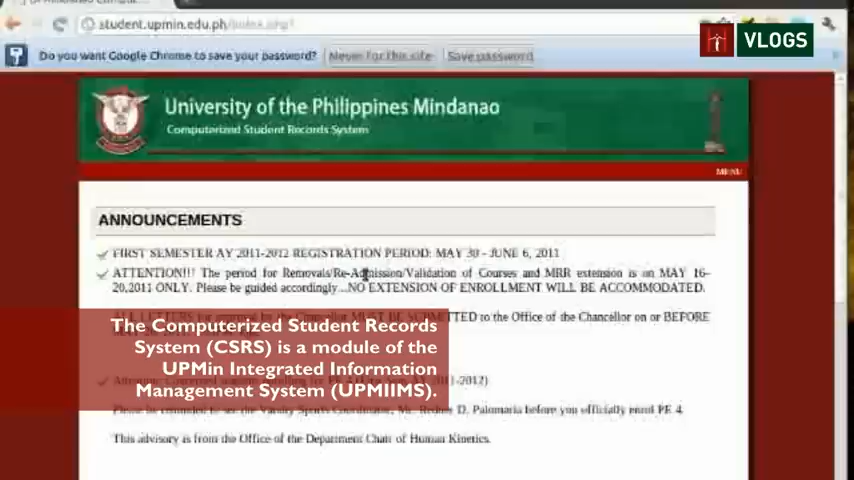 student.upmin.edu.ph/index.php?
VLOGS
Do you want Google Chrome to save your password? Never for this site Save password
University of the Philippines Mindanao
Computerized Student Records System
MENU
ANNOUNCEMENTS
FIRST SEMESTER AY 2011-2012 REGISTRATION PERIOD: MAY 30 - JUNE 6, 2011
ATTENTION!!! The period for Removals/Re-Admission/Validation of Courses and MRR extension is on MAY 16-
20,2011 ONLY. Please be guided accordingly...NO EXTENSION OF ENROLLMENT WILL BE ACCOMMODATED.
ALL LETTERS for approval by the Chancellor MUST BE SUBMITTED to the Office of the Chancellor on or BEFORE
The Computerized Student Records
System (CSRS) is a module of the
UPMin Integrated Information
Management System (UPMIIMS).
Please be reminded to see the Varsity Sports Coordinator, Mr. D. Palomaria before you officially enrol PE 4.
This advisory is from the Office of the Department Chair of Human Kinetics.